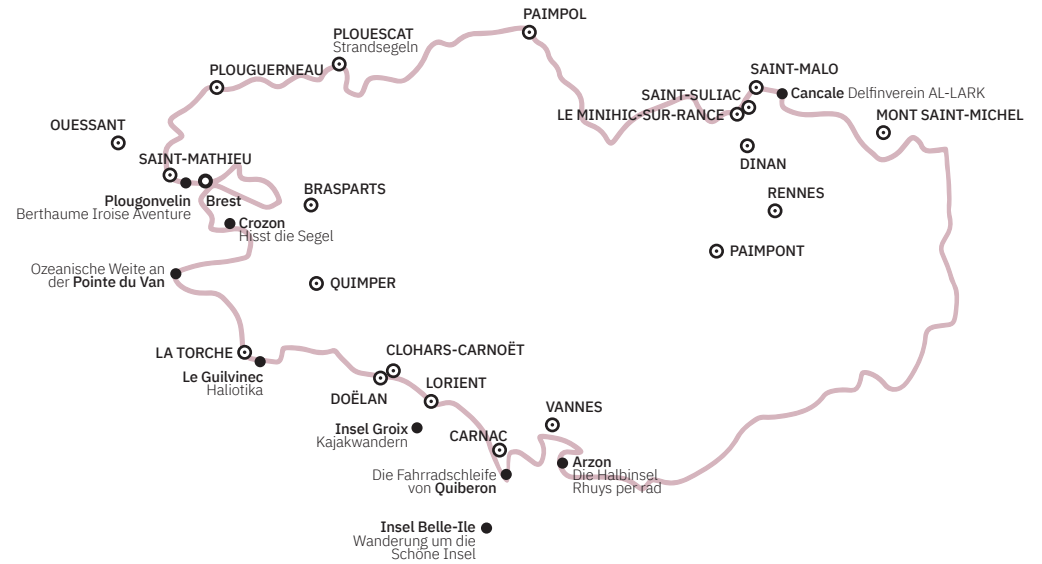 PAIMPOL
PLOUESCAT
Strandsegeln
PLOUGUERNEAU
SAINT-MALO
SAINT-SULIAC
Cancale Delfinverein AL-LARK
LE MINIHIC-SUR-RANCE
MONT SAINT-MICHEL
OUESSANT
SAINT-MATHIEU
DINAN
BRASPARTS
RENNES
Plougonvelin
Berthaume Iroise Aventure
Brest
Crozon
Hisst die Segel
PAIMPONT
Ozeanische Weite an
der Pointe du Van
QUIMPER
LA TORCHE
CLOHARS-CARNOËT
Le Guilvinec
Haliotika
DOËLAN
LORIENT
VANNES
Insel Groix
Kajakwandern
CARNAC
Arzon
Die Halbinsel
Rhuys per rad
Die Fahrradschleife
von Quiberon
Insel Belle-Ile
Wanderung um die
Schöne Insel